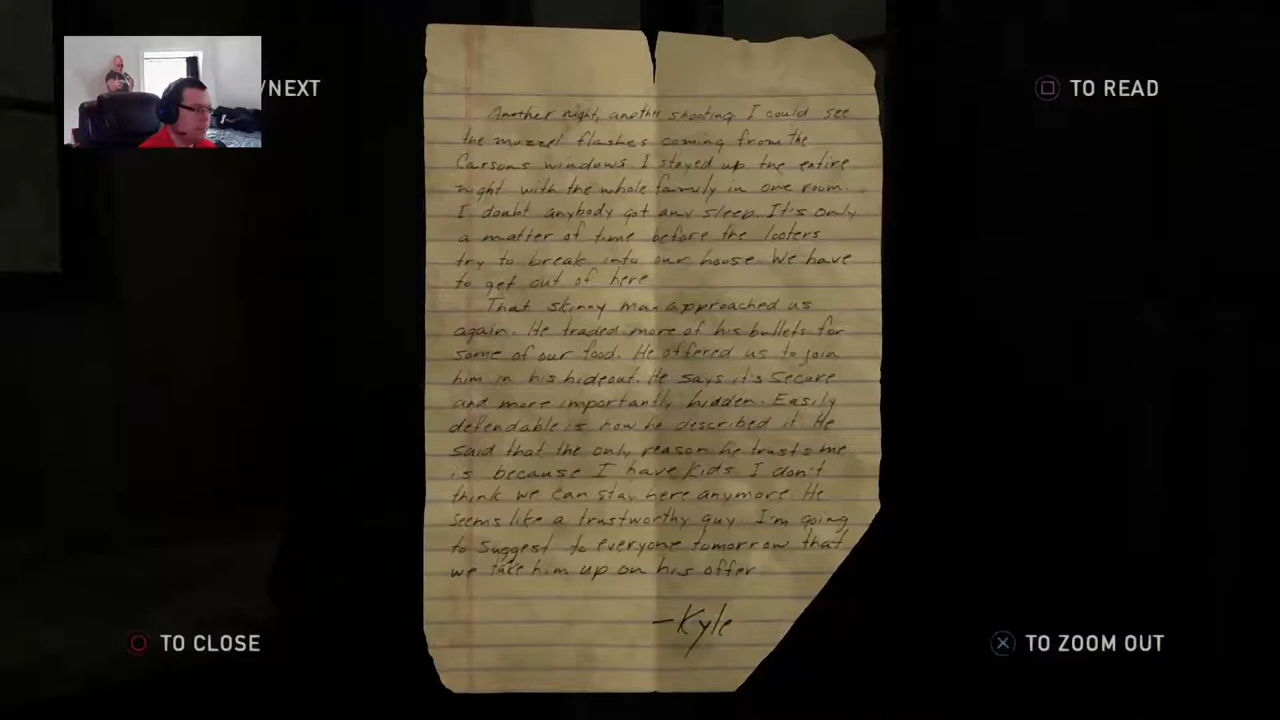 /NEXT
TO READ
Another night, another shooting I could see
the muzzel flashes coming from the
Carsons windows. I stayed up the entire
night with the whole family in one room.
I doubt anybody got any sleep. It's only
a matter of time before the looters
try to break into our house. We have
to get out of here
That skinny man approached us
again. He traded more of his bullets for
some of our food. He offered us to join
him in his hideout. He says it's secure
and more importantly hidden. Easily
defendable is how he described it. He
said that the only reason he trusts me
is because I have kids I don't
think we can stay here anymore. He
seems like a trustworthy guy. I'm going
to suggest to everyone tomorrow that
we take him up on his offer
-Kyle
TO CLOSE
TO ZOOM OUT